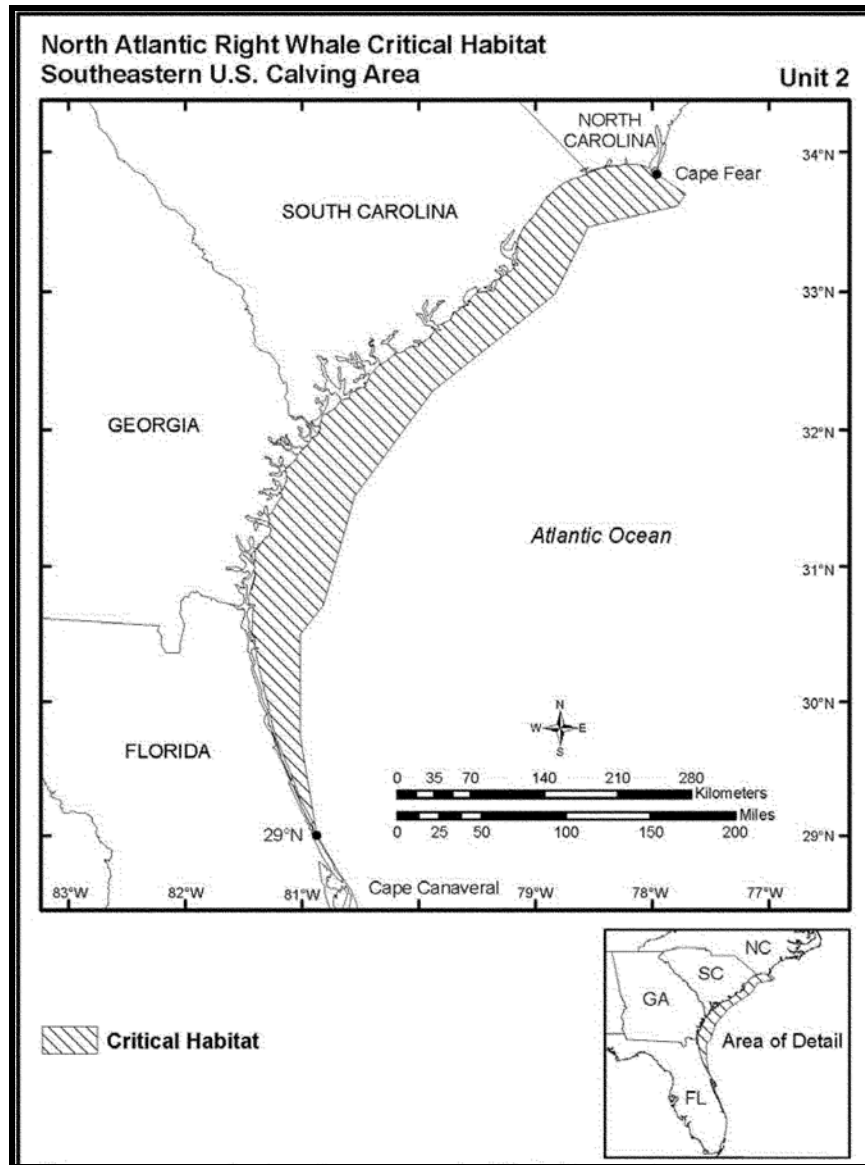 North Atlantic Right Whale Critical Habitat
Southeastern U.S. Calving Area
Unit 2
NORTH
CAROLINA
34°N
Cape Fear
SOUTH CAROLINA
33°N
GEORGIA
32°N
Atlantic Ocean
31°N
N
W E
S
30°N
FLORIDA
0 35 70 140 210 280
Kilometers
Miles
0 25 50 100 150 200
29°N
29°N
Cape Canaveral
83°W 82°W 81°W 79°W 78°W 77°W
NC
SC
GA
Area of Detail
FL
Critical Habitat